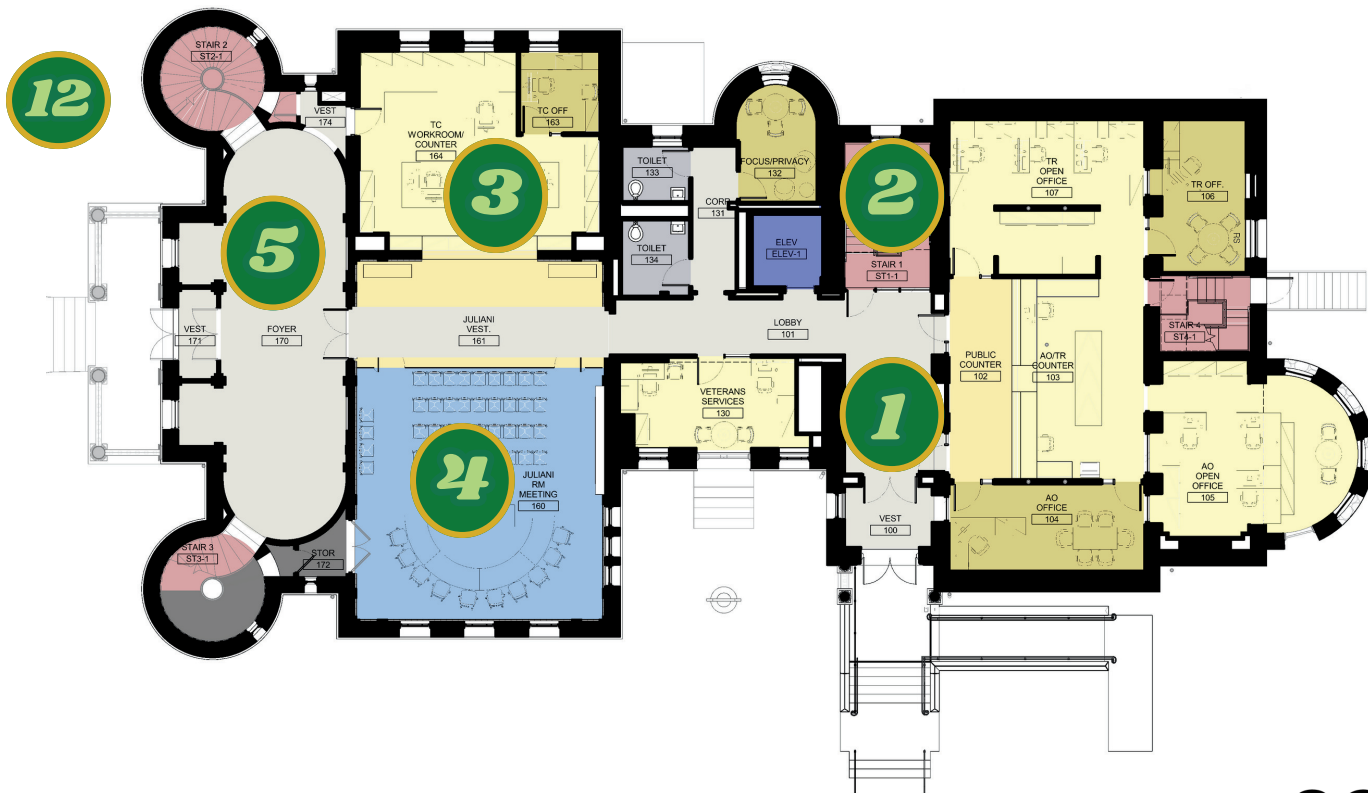 STAIR 2
ST2-1
12
VEST
174
TC
WORKROOM/
COUNTER
164
TC OFF
163
3
TOILET
133
TOILET
134
CORR
131
FOCUS/PRIVACY
132
ELEV
ELEV-1
2
STAIR 1
ST1-1
TR
OPEN
OFFICE
107
TR OFF.
106
RS
5
VEST
171
FOYER
170
JULIANI
VEST.
161
LOBBY
101
PUBLIC
COUNTER
102
AO/TR
COUNTER
103
STAIR 4
ST4-1
VETERANS
SERVICES
130
1
4
JULIANI
RM
MEETING
160
AO
OPEN
OFFICE
105
VEST
100
AO
OFFICE
104
STAIR 3
ST3-1
STOR
172